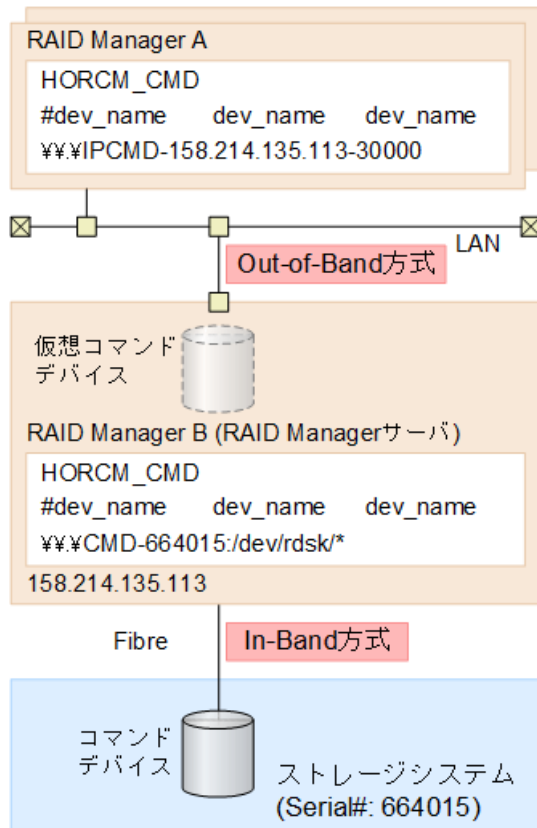 RAID Manager A
HORCM_CMD
#dev_name dev_name dev_name
¥¥.¥IPCMD-158.214.135.113-30000
LAN
Out-of-Band方式
仮想コマンド
デバイス
RAID Manager B (RAID Managerサーバ)
HORCM_CMD
#dev_name dev_name dev_name
¥¥.¥CMD-664015:/dev/rdsk/*
158.214.135.113
Fibre
In-Band方式
コマンド
デバイス
ストレージシステム
(Serial#: 664015)